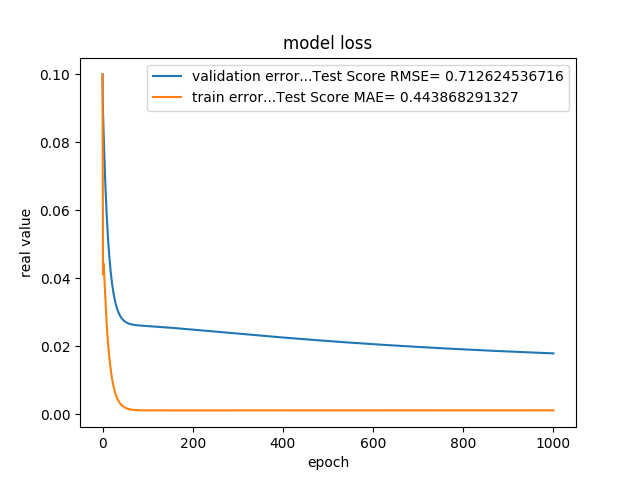 model loss
validation error...Test Score RMSE= 0.712624536716
train error...Test Score MAE= 0.443868291327
real value
0.10
0.08
0.06
0.04
0.02
0.00
0 200 400 600 800 1000
epoch